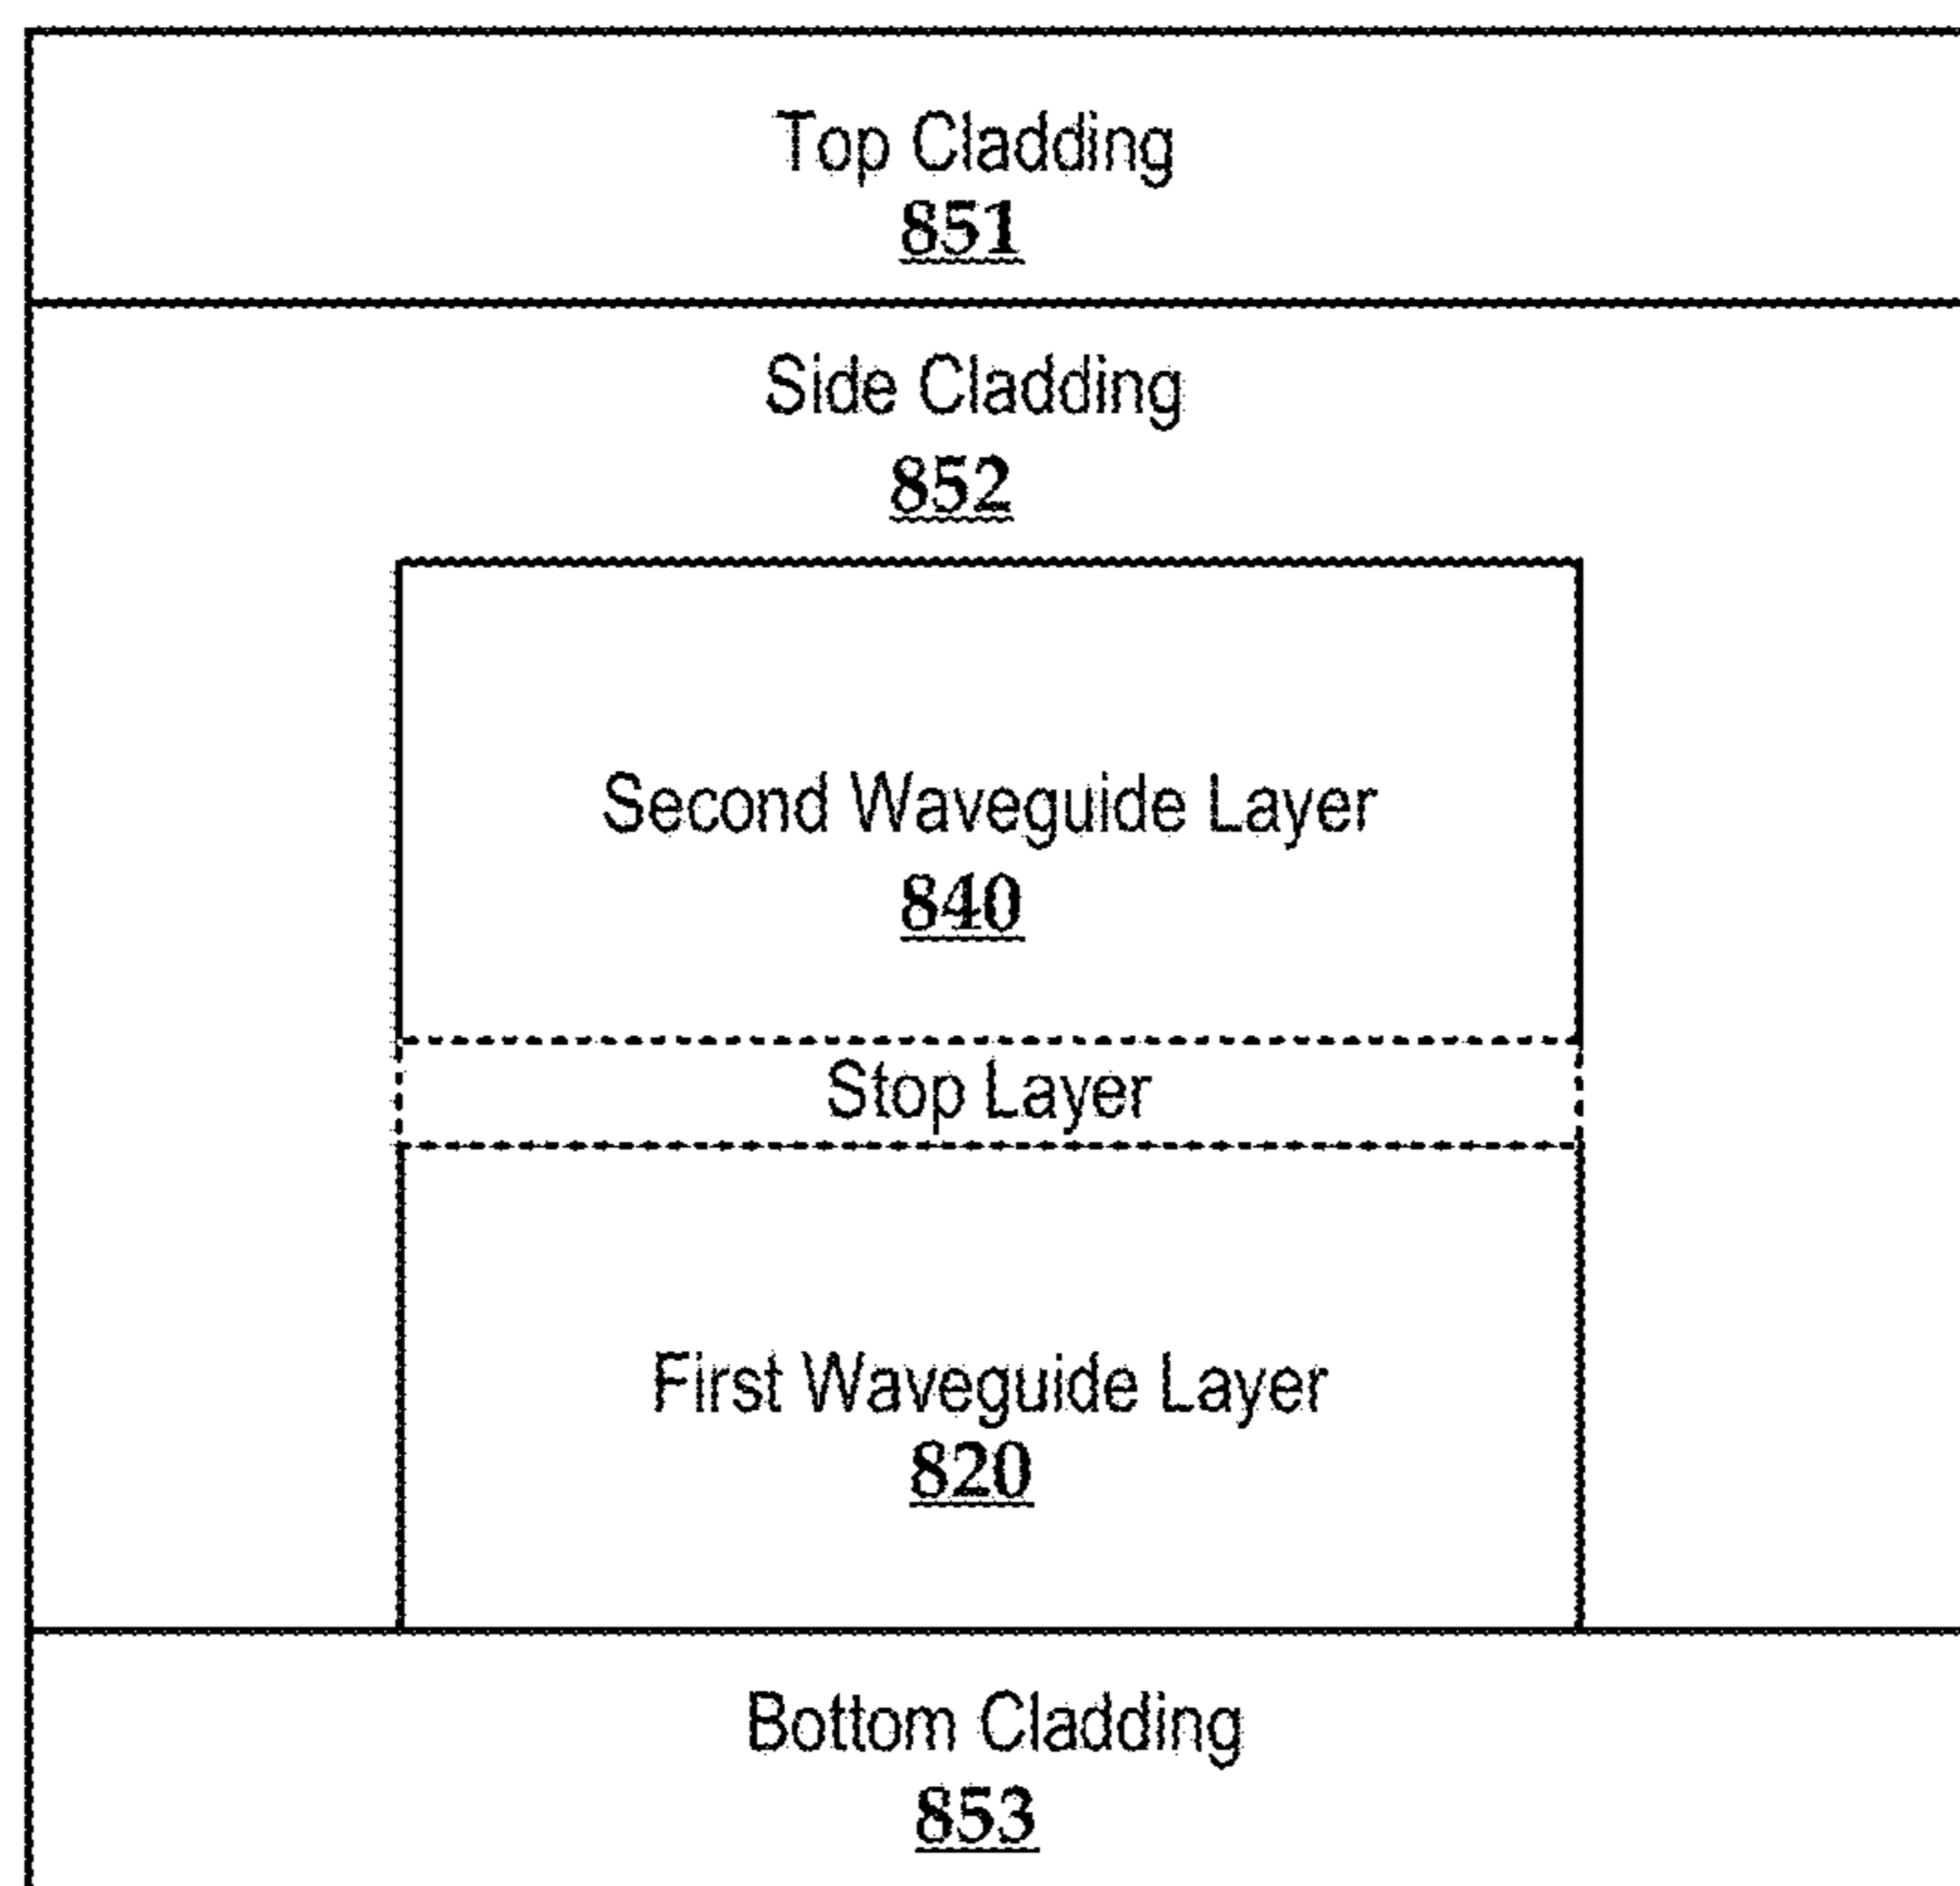 Top Cladding
851
Side Cladding
852
Second Waveguide Layer
840
Stop Layer
First Waveguide Layer
820
Bottom Cladding
853